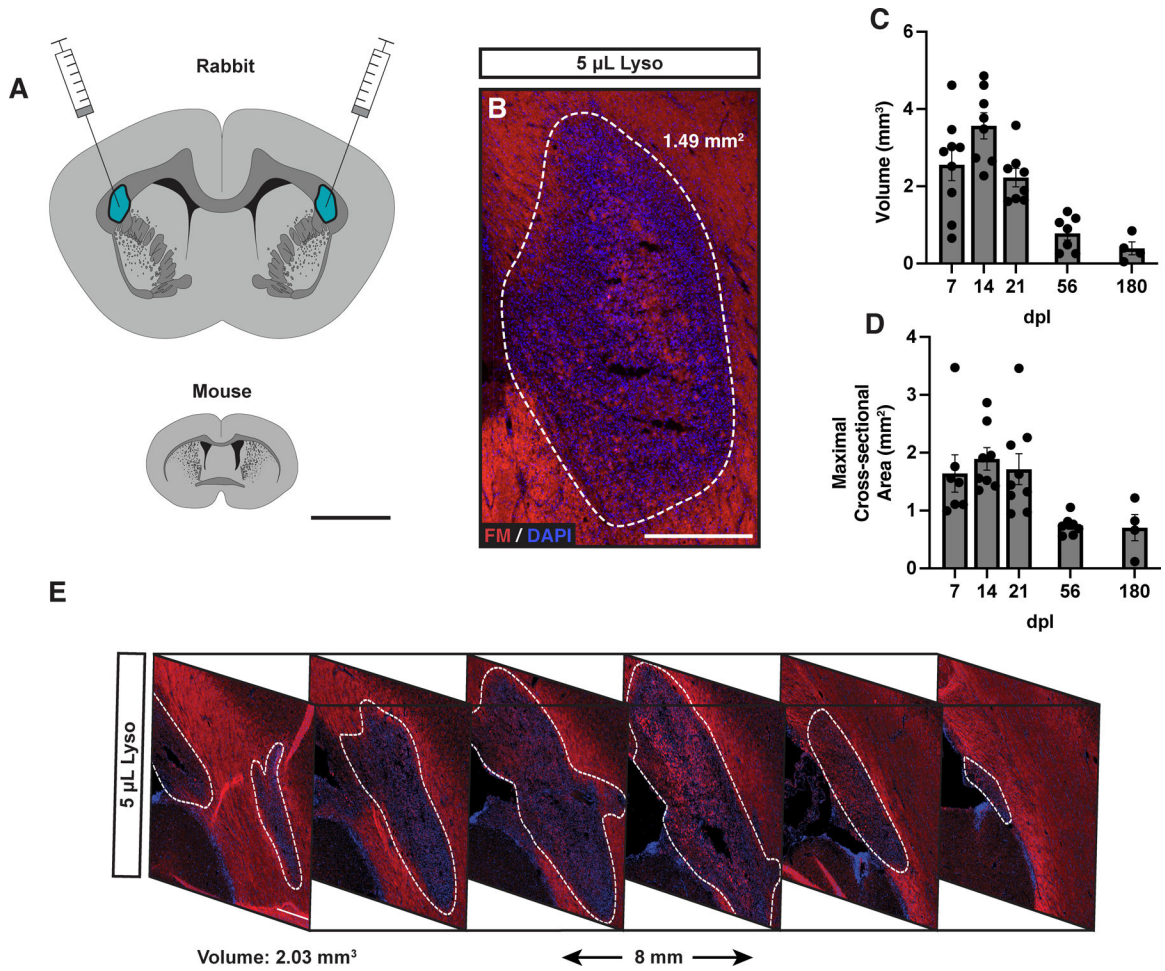 A
Rabbit
Mouse
5 µL Lyso
B
1.49 mm²
FM / DAPI
C
Volume (mm³)
6
4
2
0
7 14 21 56 180
dpl
D
Maximal
Cross-sectional
Area (mm²)
4
3
2
1
0
7 14 21 56 180
dpl
E
5 µL Lyso
Volume: 2.03 mm³
8 mm